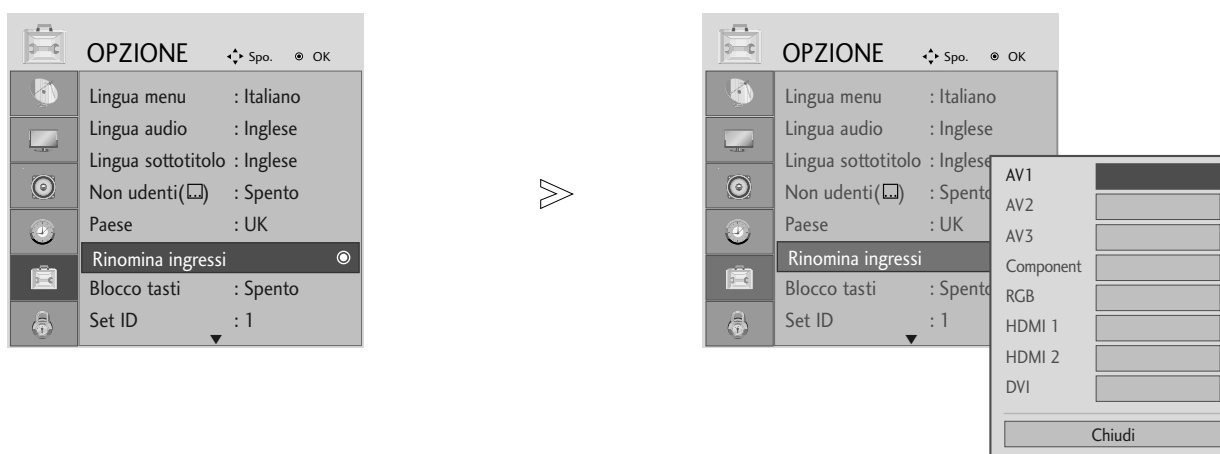 OPZIONE Spo. OK
Lingua menu : Italiano
Lingua audio : Inglese
Lingua sottotitolo : Inglese
Non udenti( ) : Spento
Paese : UK
Rinomina ingressi
Blocco tasti : Spento
Set ID : 1
OPZIONE Spo. OK
Lingua menu : Italiano
Lingua audio : Inglese
Lingua sottotitolo : Inglese
Non udenti( ) : Spento
Paese : UK
Rinomina ingressi
Blocco tasti : Spento
Set ID : 1
AV1
AV2
AV3
Component
RGB
HDMI 1
HDMI 2
DVI
Chiudi